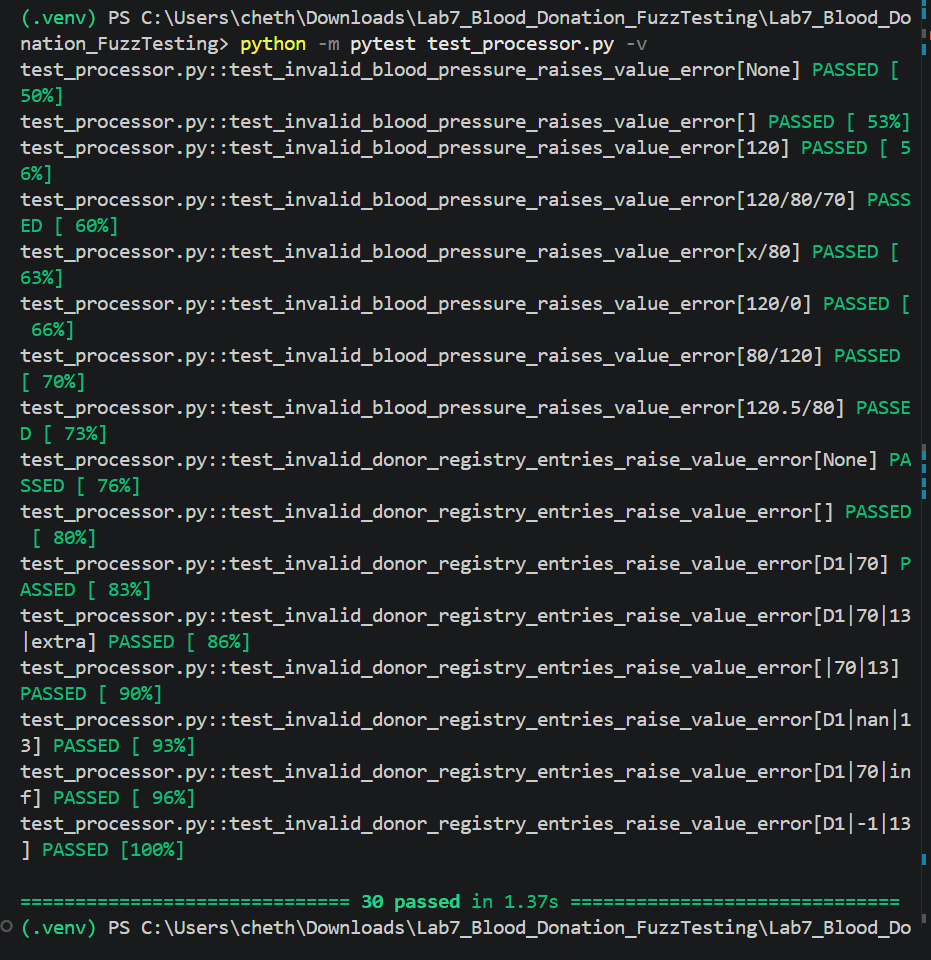 (.venv) PS C:\Users\cheth\Downloads\Lab7_Blood_Donation_FuzzTesting\Lab7_Blood_Do
nation_FuzzTesting> python -m pytest test_processor.py -v
test_processor.py::test_invalid_blood_pressure_raises_value_error[None] PASSED [
50%]
test_processor.py::test_invalid_blood_pressure_raises_value_error[] PASSED [ 53%]
test_processor.py::test_invalid_blood_pressure_raises_value_error[120] PASSED [ 5
6%]
test_processor.py::test_invalid_blood_pressure_raises_value_error[120/80/70] PASS
ED [ 60%]
test_processor.py::test_invalid_blood_pressure_raises_value_error[x/80] PASSED [
63%]
test_processor.py::test_invalid_blood_pressure_raises_value_error[120/0] PASSED [
 66%]
test_processor.py::test_invalid_blood_pressure_raises_value_error[80/120] PASSED
[ 70%]
test_processor.py::test_invalid_blood_pressure_raises_value_error[120.5/80] PASSE
D [ 73%]
test_processor.py::test_invalid_donor_registry_entries_raise_value_error[None] PA
SSED [ 76%]
test_processor.py::test_invalid_donor_registry_entries_raise_value_error[] PASSED
 [ 80%]
test_processor.py::test_invalid_donor_registry_entries_raise_value_error[D1|70] P
ASSED [ 83%]
test_processor.py::test_invalid_donor_registry_entries_raise_value_error[D1|70|13
|extra] PASSED [ 86%]
test_processor.py::test_invalid_donor_registry_entries_raise_value_error[|70|13]
PASSED [ 90%]
test_processor.py::test_invalid_donor_registry_entries_raise_value_error[D1|nan|1
3] PASSED [ 93%]
test_processor.py::test_invalid_donor_registry_entries_raise_value_error[D1|70|in
f] PASSED [ 96%]
test_processor.py::test_invalid_donor_registry_entries_raise_value_error[D1|-1|13
] PASSED [100%]
============================== 30 passed in 1.37s ==============================
(.venv) PS C:\Users\cheth\Downloads\Lab7_Blood_Donation_FuzzTesting\Lab7_Blood_Do